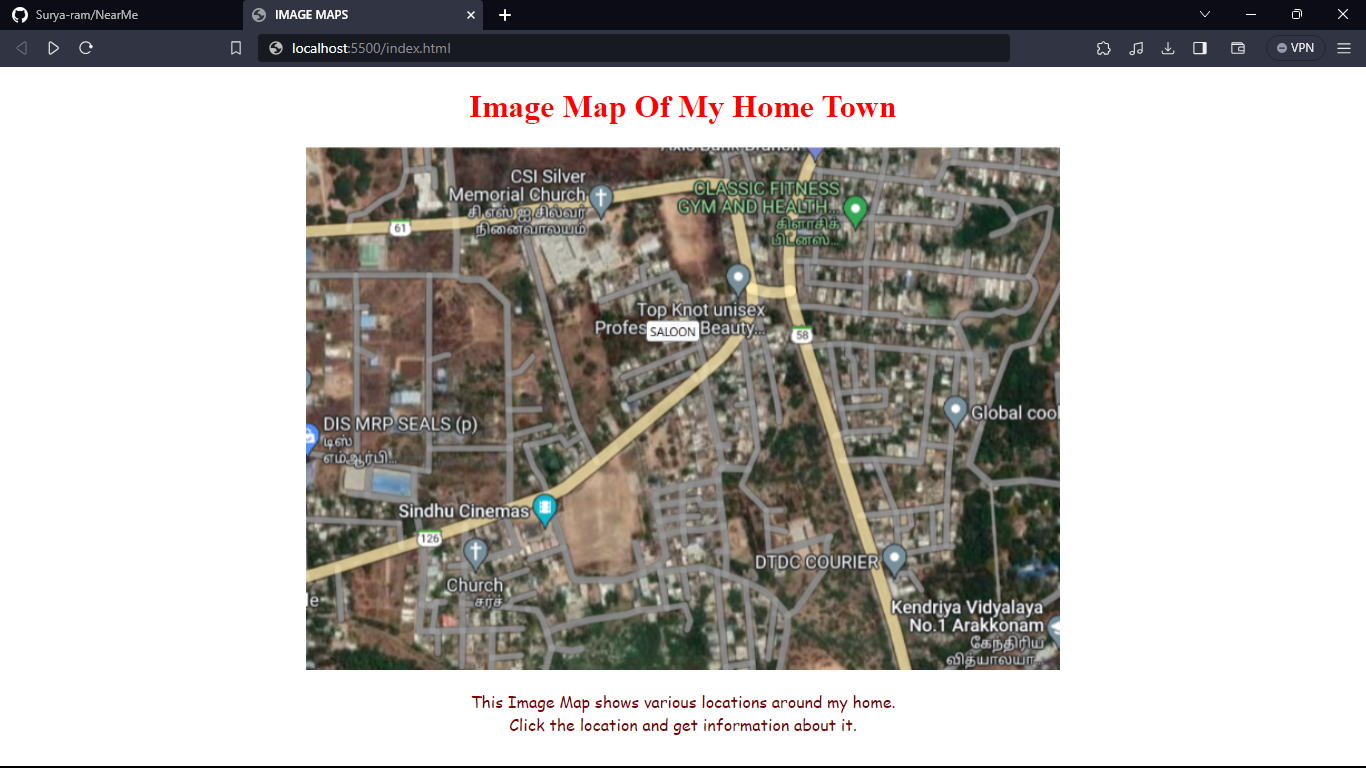 Surya-ram/NearMe
IMAGE MAPS
localhost:5500/index.html
VPN
Image Map Of My Home Town
Axis Bank Branch
CSI Silver
Memorial Church
சி எஸ் ஐ சில்வர்
நினைவாலயம்
61
CLASSIC FITNESS
GYM AND HEALTH...
கிளாசிக்
பிட்னஸ்...
Top Knot unisex
Profes
SALOON
Beauty...
58
Global cool
DIS MRP SEALS (p)
டிஸ்
எம்ஆர்பி...
Sindhu Cinemas
126
Church
சர்ச்
le
DTDC COURIER
Kendriya Vidyalaya
No.1 Arakkonam
கேந்திரிய
வித்யாலயா...
This Image Map shows various locations around my home.
Click the location and get information about it.